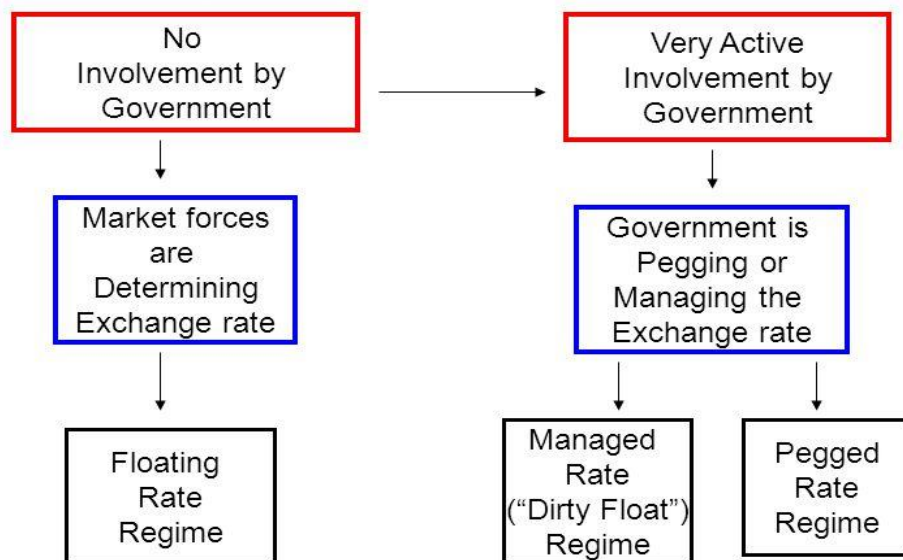 No
Involvement by
Government
Very Active
Involvement by
Government
Market forces
are
Determining
Exchange rate
Government is
Pegging or
Managing the
Exchange rate
Floating
Rate
Regime
Managed
Rate
(“Dirty Float”)
Regime
Pegged
Rate
Regime